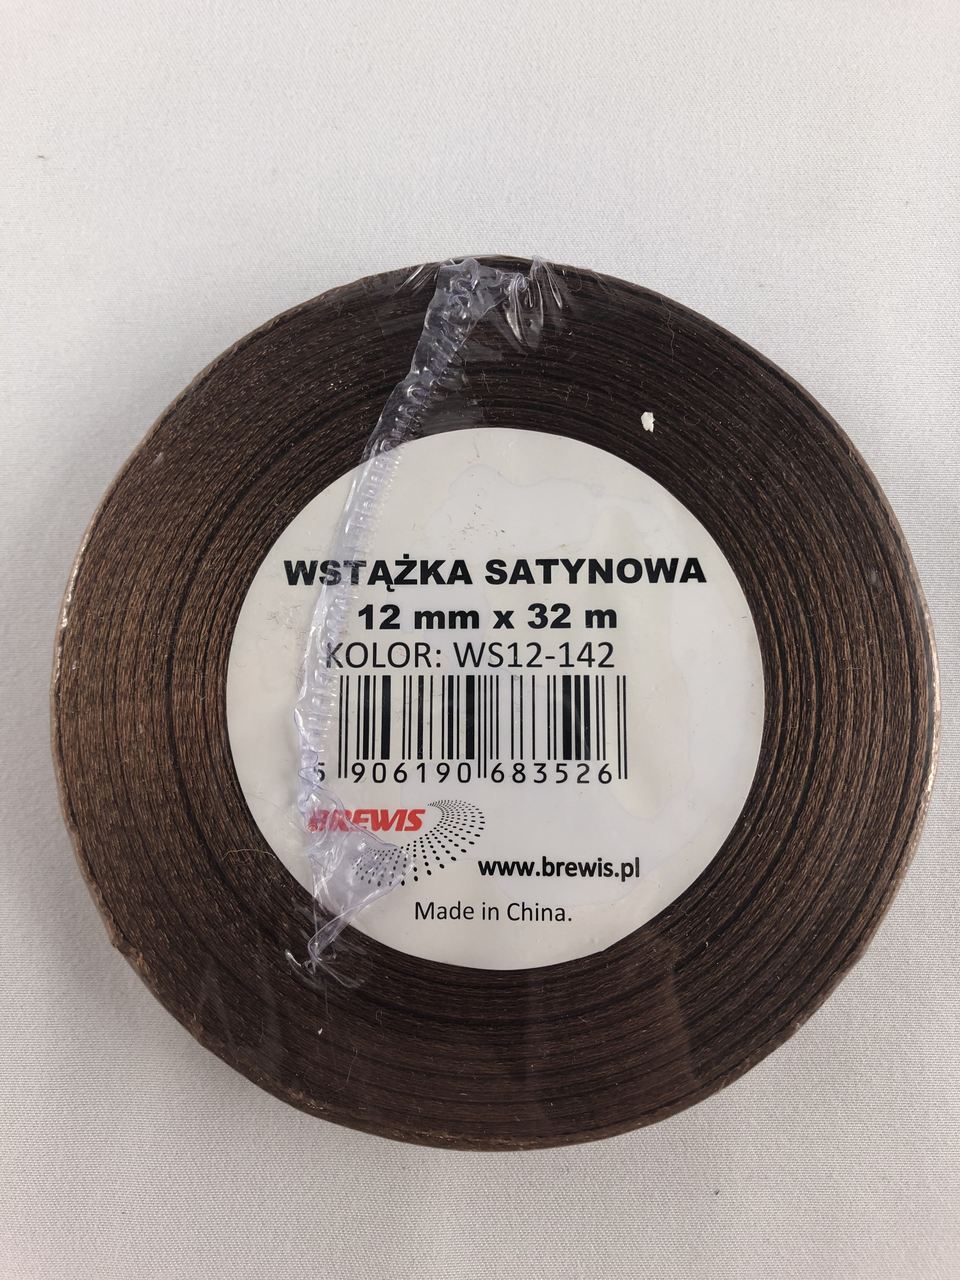 WSTĄŻKA SATYNOWA
12 mm x 32 m
KOLOR: WS12-142
5 906190 683526
BREWIS
www.brewis.pl
Made in China.